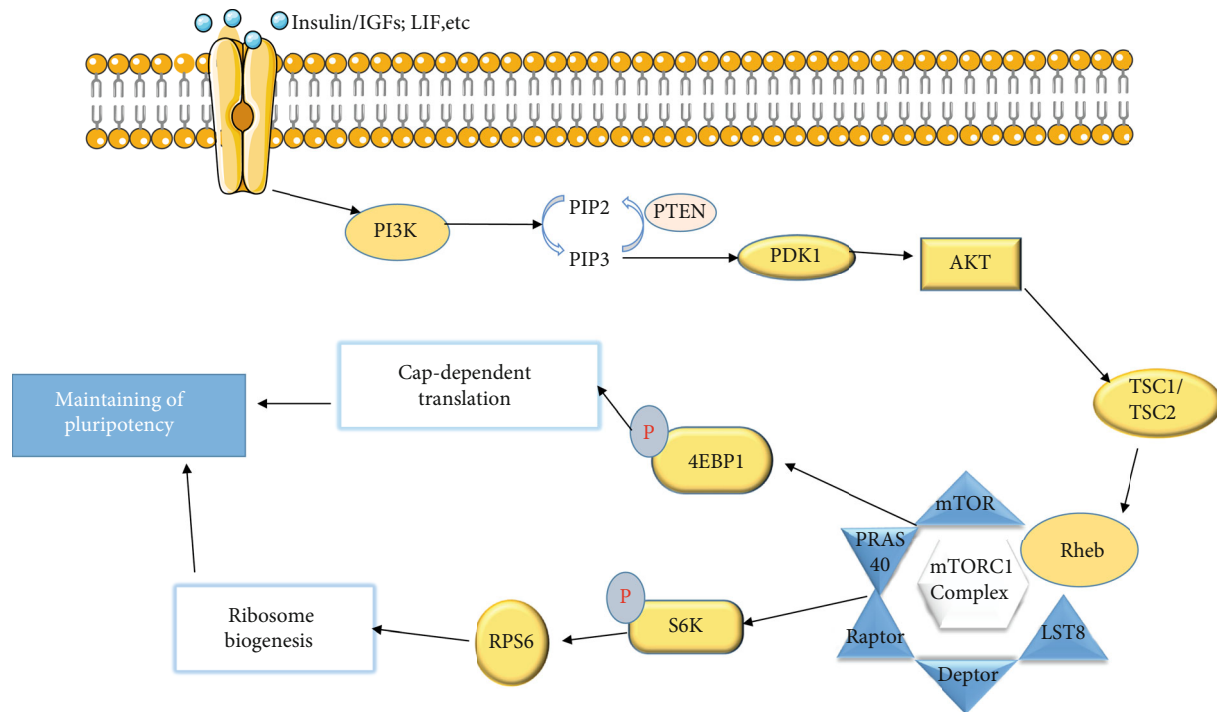 Insulin/IGFs; LIF,etc
PI3K
PIP2
PTEN
PIP3
PDK1
AKT
TSC1/
TSC2
Cap-dependent
translation
Maintaining of
pluripotency
P
4EBP1
mTOR
PRAS
40
mTORC1
Complex
Rheb
P
S6K
RPS6
Ribosome
biogenesis
Raptor
LST8
Deptor